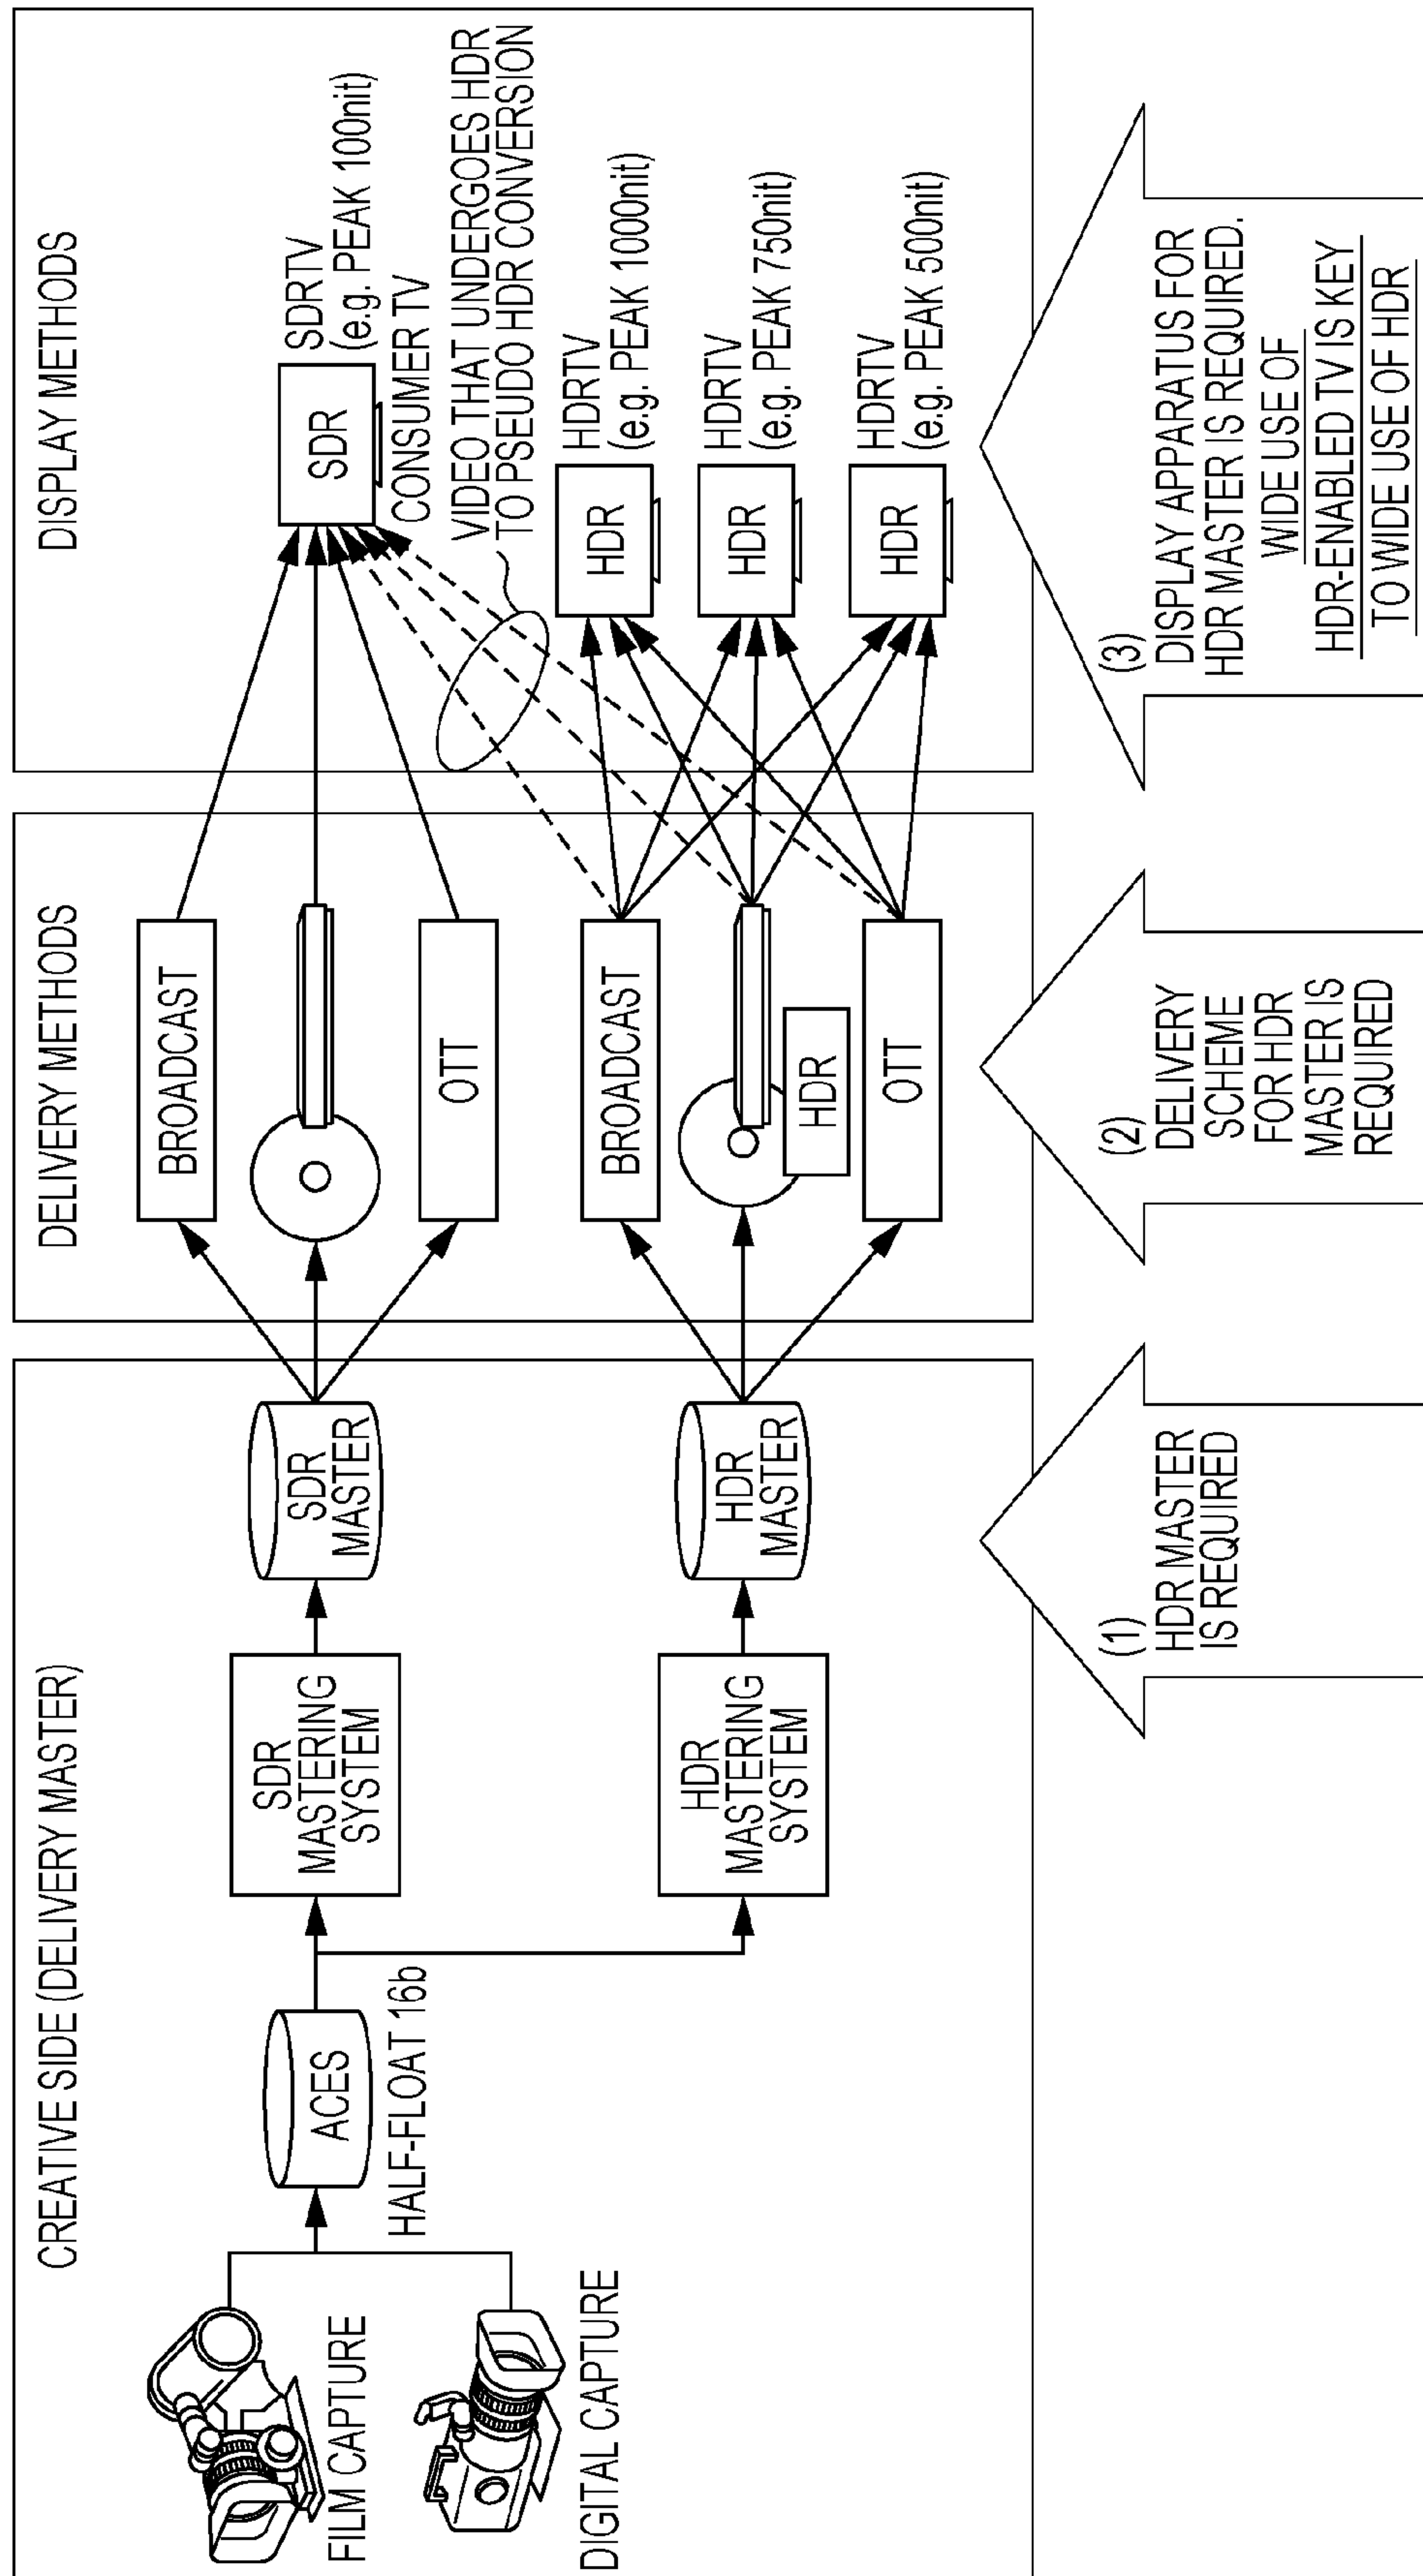 CREATIVE SIDE (DELIVERY MASTER)
FILM CAPTURE
DIGITAL CAPTURE
ACES
HALF-FLOAT 16b
SDR
MASTERING
SYSTEM
HDR
MASTERING
SYSTEM
SDR
MASTER
HDR
MASTER
DELIVERY METHODS
BROADCAST
OTT
BROADCAST
HDR
OTT
DISPLAY METHODS
SDR
SDRTV
(e.g. PEAK 100nit)
CONSUMER TV
VIDEO THAT UNDERGOES HDR
TO PSEUDO HDR CONVERSION
HDR
HDRTV
(e.g. PEAK 1000nit)
HDR
HDRTV
(e.g. PEAK 750nit)
HDR
HDRTV
(e.g. PEAK 500nit)
(1)
HDR MASTER
IS REQUIRED
(2)
DELIVERY
SCHEME
FOR HDR
MASTER IS
REQUIRED
(3)
DISPLAY APPARATUS FOR
HDR MASTER IS REQUIRED.
WIDE USE OF
HDR-ENABLED TV IS KEY
TO WIDE USE OF HDR